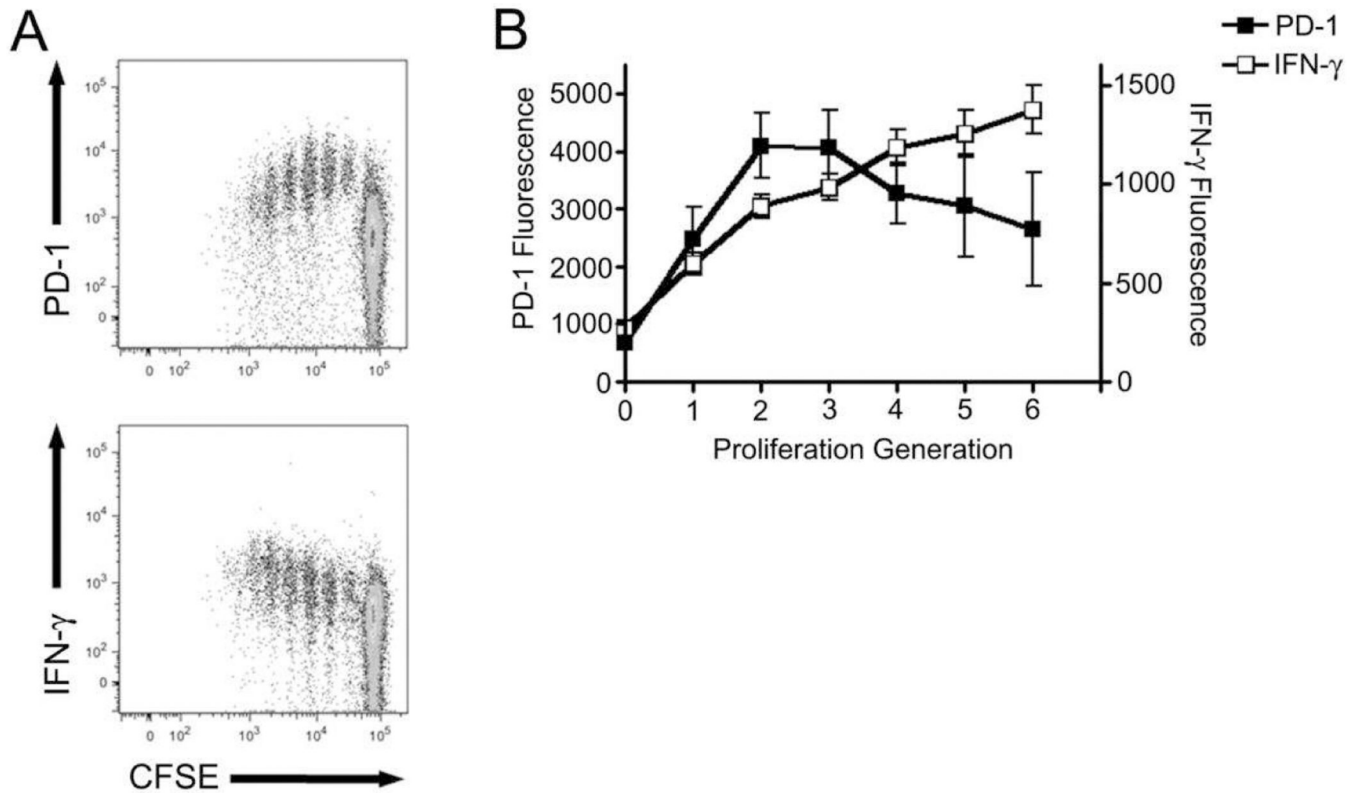 A
PD-1
10⁵
10⁴
10³
10²
0
0 10² 10³ 10⁴ 10⁵
IFN-γ
10⁵
10⁴
10³
10²
0
0 10² 10³ 10⁴ 10⁵
CFSE
B
PD-1
IFN-γ
PD-1 Fluorescence
5000
4000
3000
2000
1000
0
IFN-γ Fluorescence
1500
1000
500
0
0 1 2 3 4 5 6
Proliferation Generation